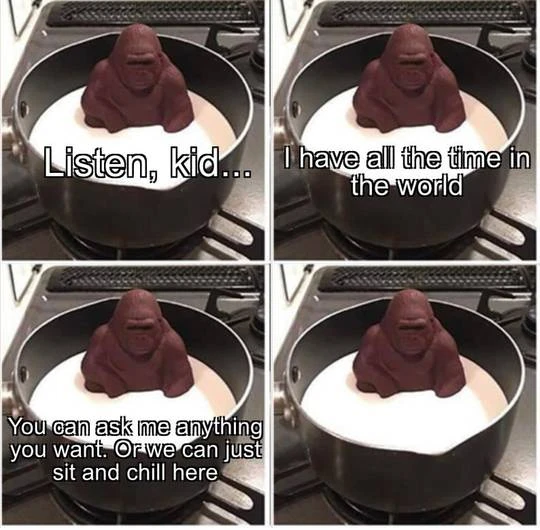 Listen, kid...
I have all the time in
the world
You can ask me anything
you want. Or we can just
sit and chill here